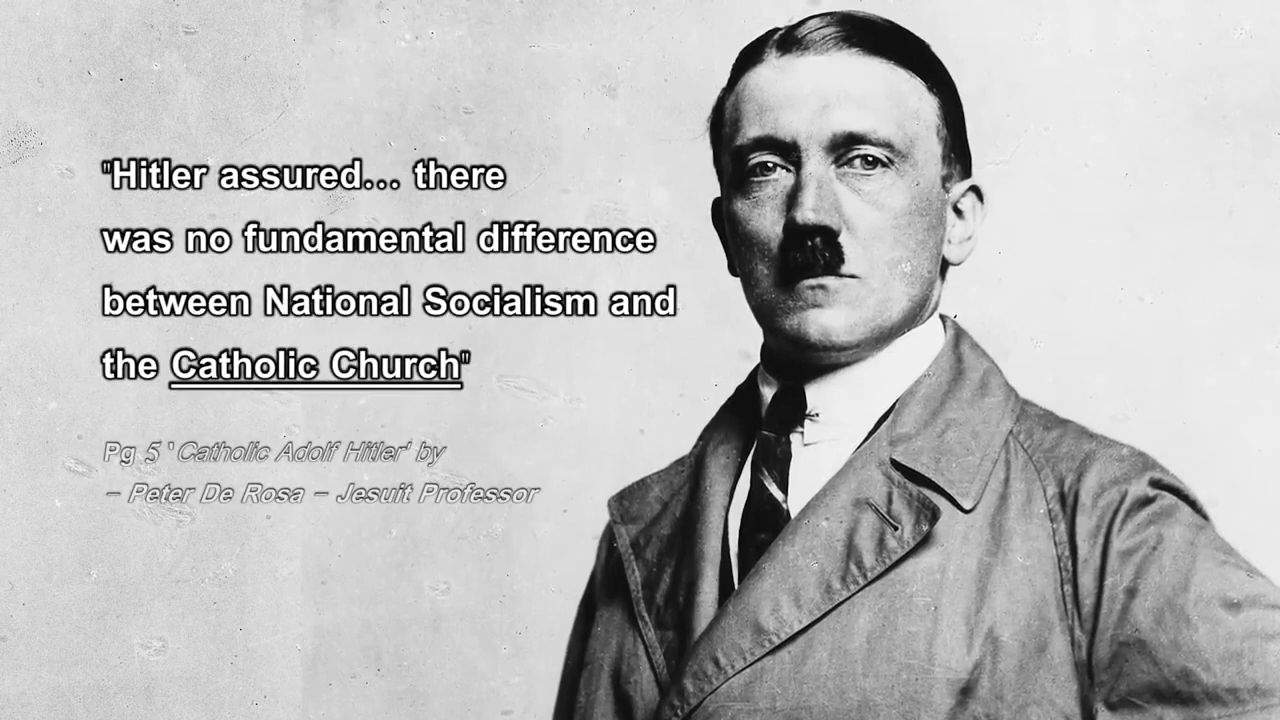 "Hitler assured... there
was no fundamental difference
between National Socialism and
the Catholic Church"
Pg 5 'Catholic Adolf Hitler' by
– Peter De Rosa – Jesuit Professor